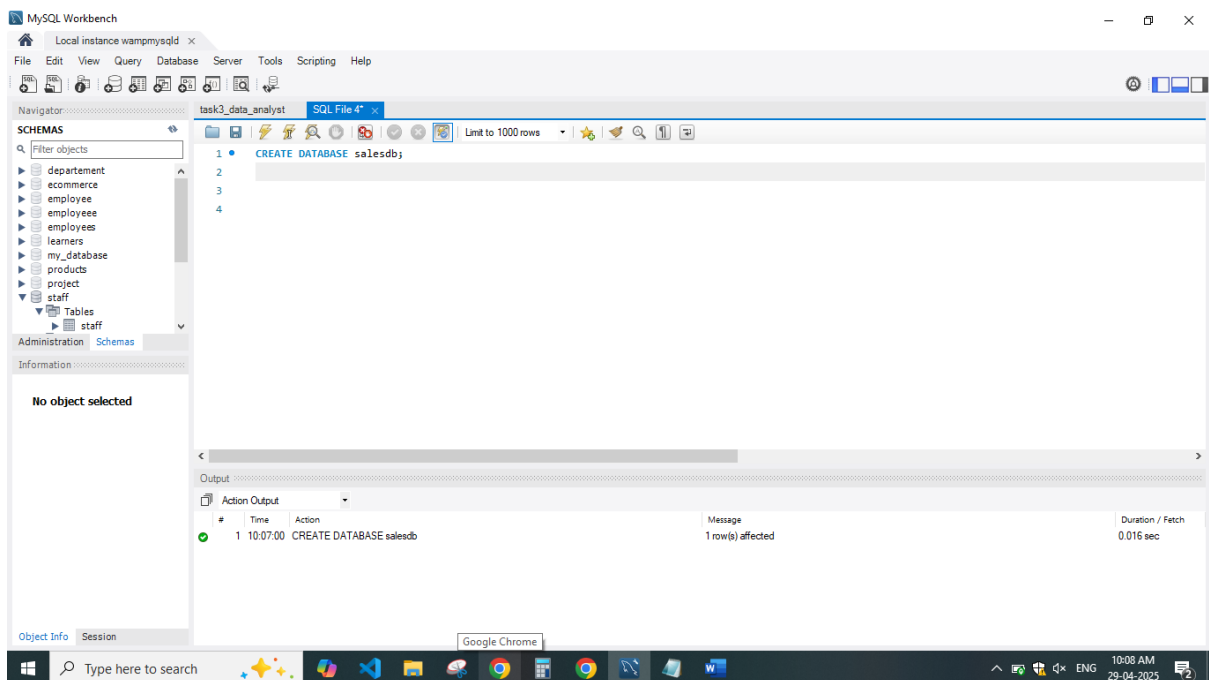 MySQL Workbench
Local instance wampmysqld ×
File Edit View Query Database Server Tools Scripting Help
Navigator
task3_data_analyst SQL File 4* ×
SCHEMAS
Limit to 1000 rows
Filter objects
1 CREATE DATABASE salesdb;
2
3
4
departement
ecommerce
employee
employeee
employees
learners
my_database
products
project
staff
Tables
staff
Administration Schemas
Information
No object selected
Output
Action Output
# Time Action Message Duration / Fetch
1 10:07:00 CREATE DATABASE salesdb 1 row(s) affected 0.016 sec
Object Info Session
Google Chrome
Type here to search
ENG
10:08 AM
29-04-2025
2